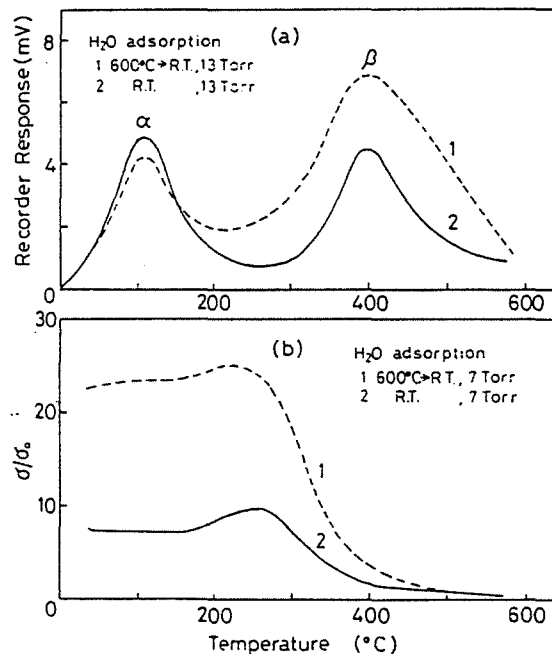 8
4
0
Recorder Response (mV)
(a)
H₂O adsorption
1 600°C→R.T., 13 Torr
2 R.T. , 13 Torr
α
β
1
2
200
400
600
30
20
10
0
σ/σ₀
(b)
H₂O adsorption
1 600°C→RT., 7 Torr
2 R.T. , 7 Torr
1
2
0
200
400
600
Temperature (°C)